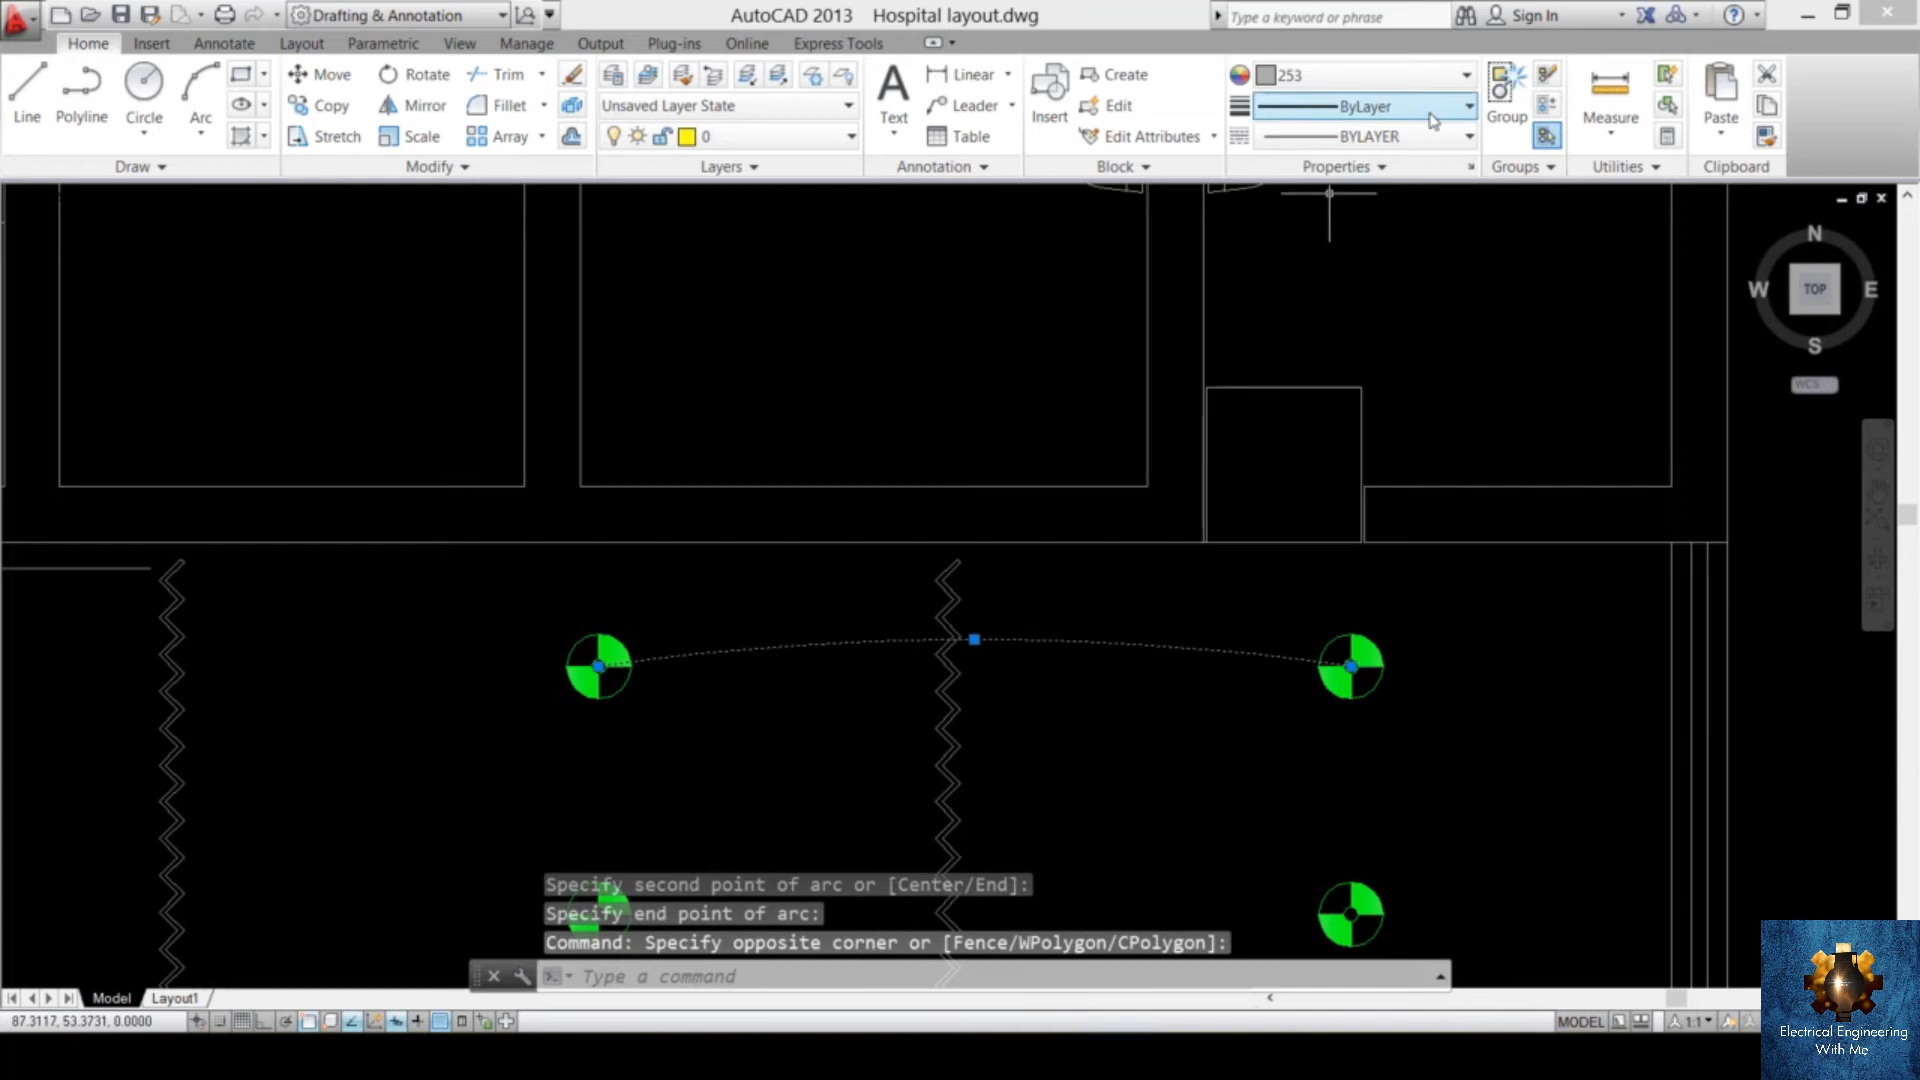 Drafting & Annotation
AutoCAD 2013 Hospital layout.dwg
Type a keyword or phrase
Sign In
Home Insert Annotate Layout Parametric View Manage Output Plug-ins Online Express Tools
Line Polyline Circle Arc
Move Rotate Trim
Copy Mirror Fillet
Stretch Scale Array
Unsaved Layer State
0
Text
Linear
Leader
Table
Insert
Create
Edit
Edit Attributes
253
ByLayer
BYLAYER
Group
Measure
Paste
Draw Modify Layers Annotation Block Properties Groups Utilities Clipboard
N
W TOP E
S
WCS
Specify second point of arc or [Center/End]:
Specify end point of arc:
Command: Specify opposite corner or [Fence/WPolygon/CPolygon]:
Type a command
Model Layout1
87.3117, 53.3731, 0.0000
MODEL
1:1
Electrical Engineering
With Me